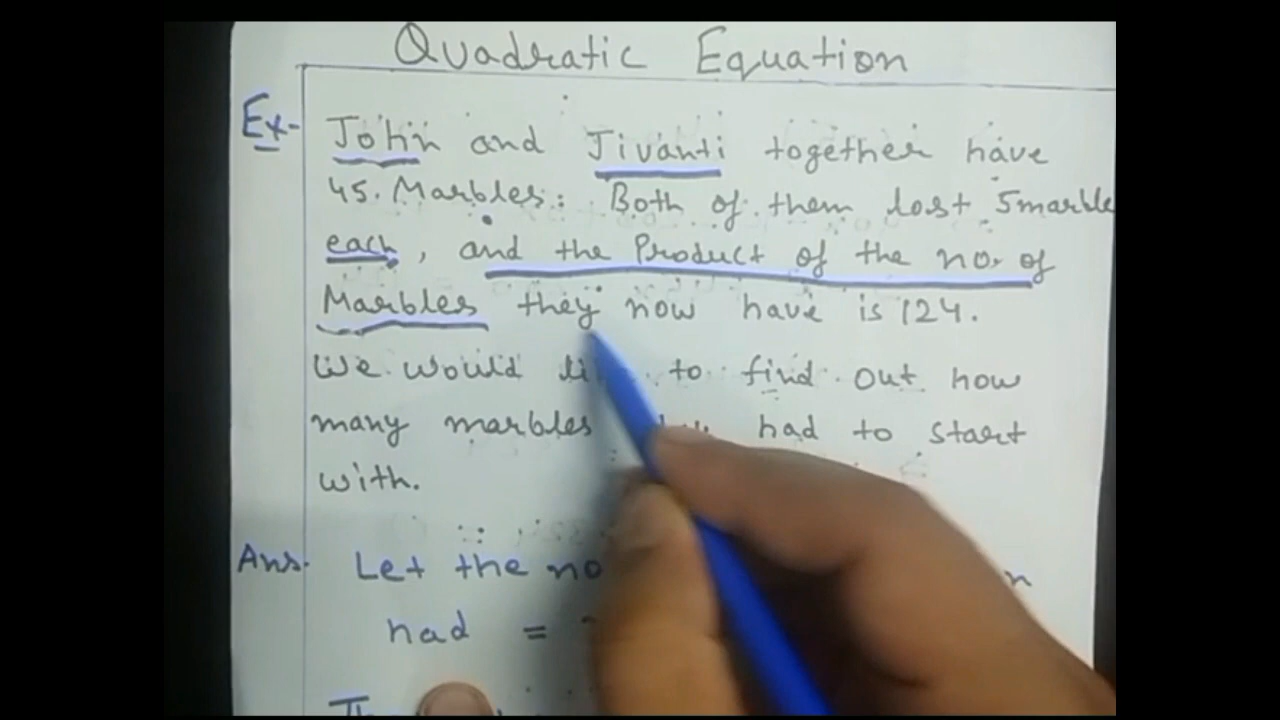 Quadratic Equation
Ex- John and Jivanti together have
45. Marbles: Both of them lost 5marble
each, and the Product of the no. of
Marbles they now have is 124.
We would to find out how
many marbles had to start
with.
Ans. Let the no
had =